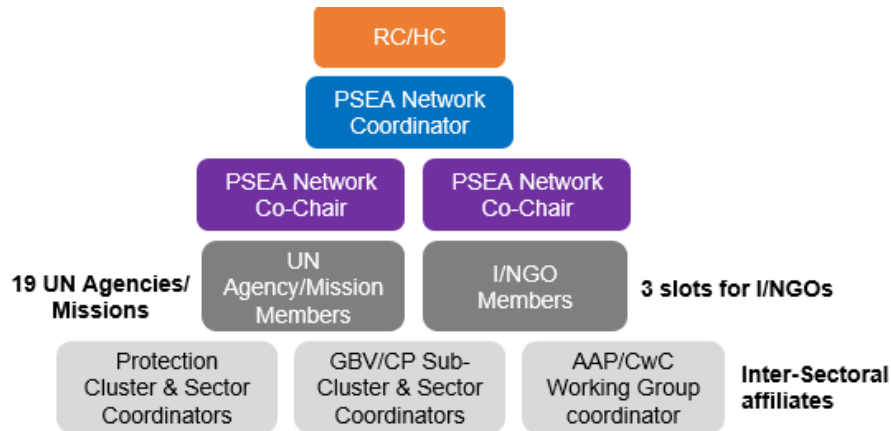 RC/HC
PSEA Network
Coordinator
PSEA Network
Co-Chair
PSEA Network
Co-Chair
19 UN Agencies/
Missions
UN
Agency/Mission
Members
I/NGO
Members
3 slots for I/NGOs
Protection
Cluster & Sector
Coordinators
GBV/CP Sub-
Cluster & Sector
Coordinators
AAP/CwC
Working Group
coordinator
Inter-Sectoral
affiliates